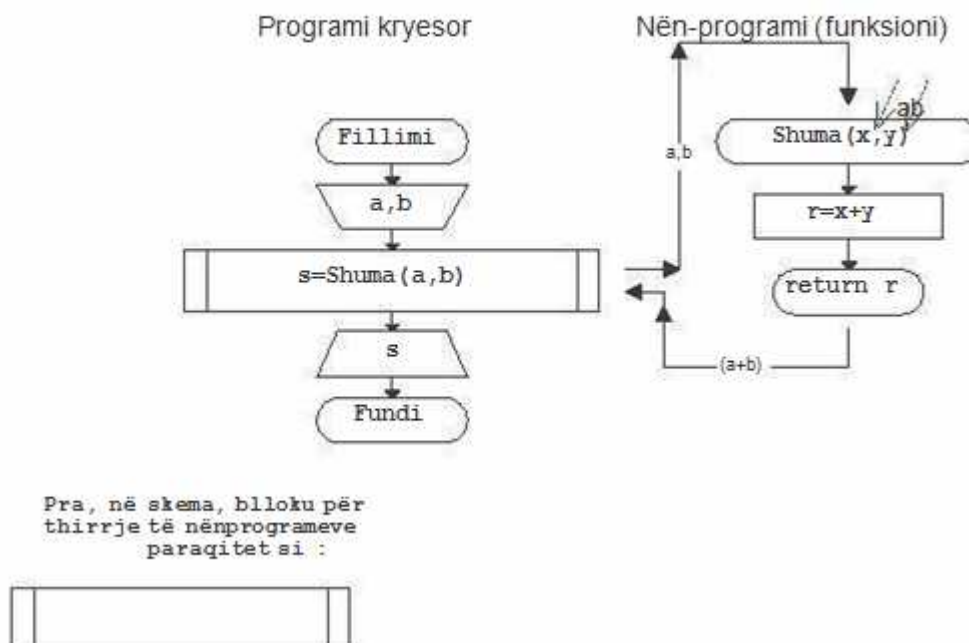 Programi kryesor
Nën-programi (funksioni)
Fillimi
a,b
s=Shuma(a,b)
s
Fundi
a,b
ab
Shuma(x,y)
r=x+y
return r
(a+b)
Pra, në skema, blloku për
thirrje të nënprogrameve
paraqitet si :